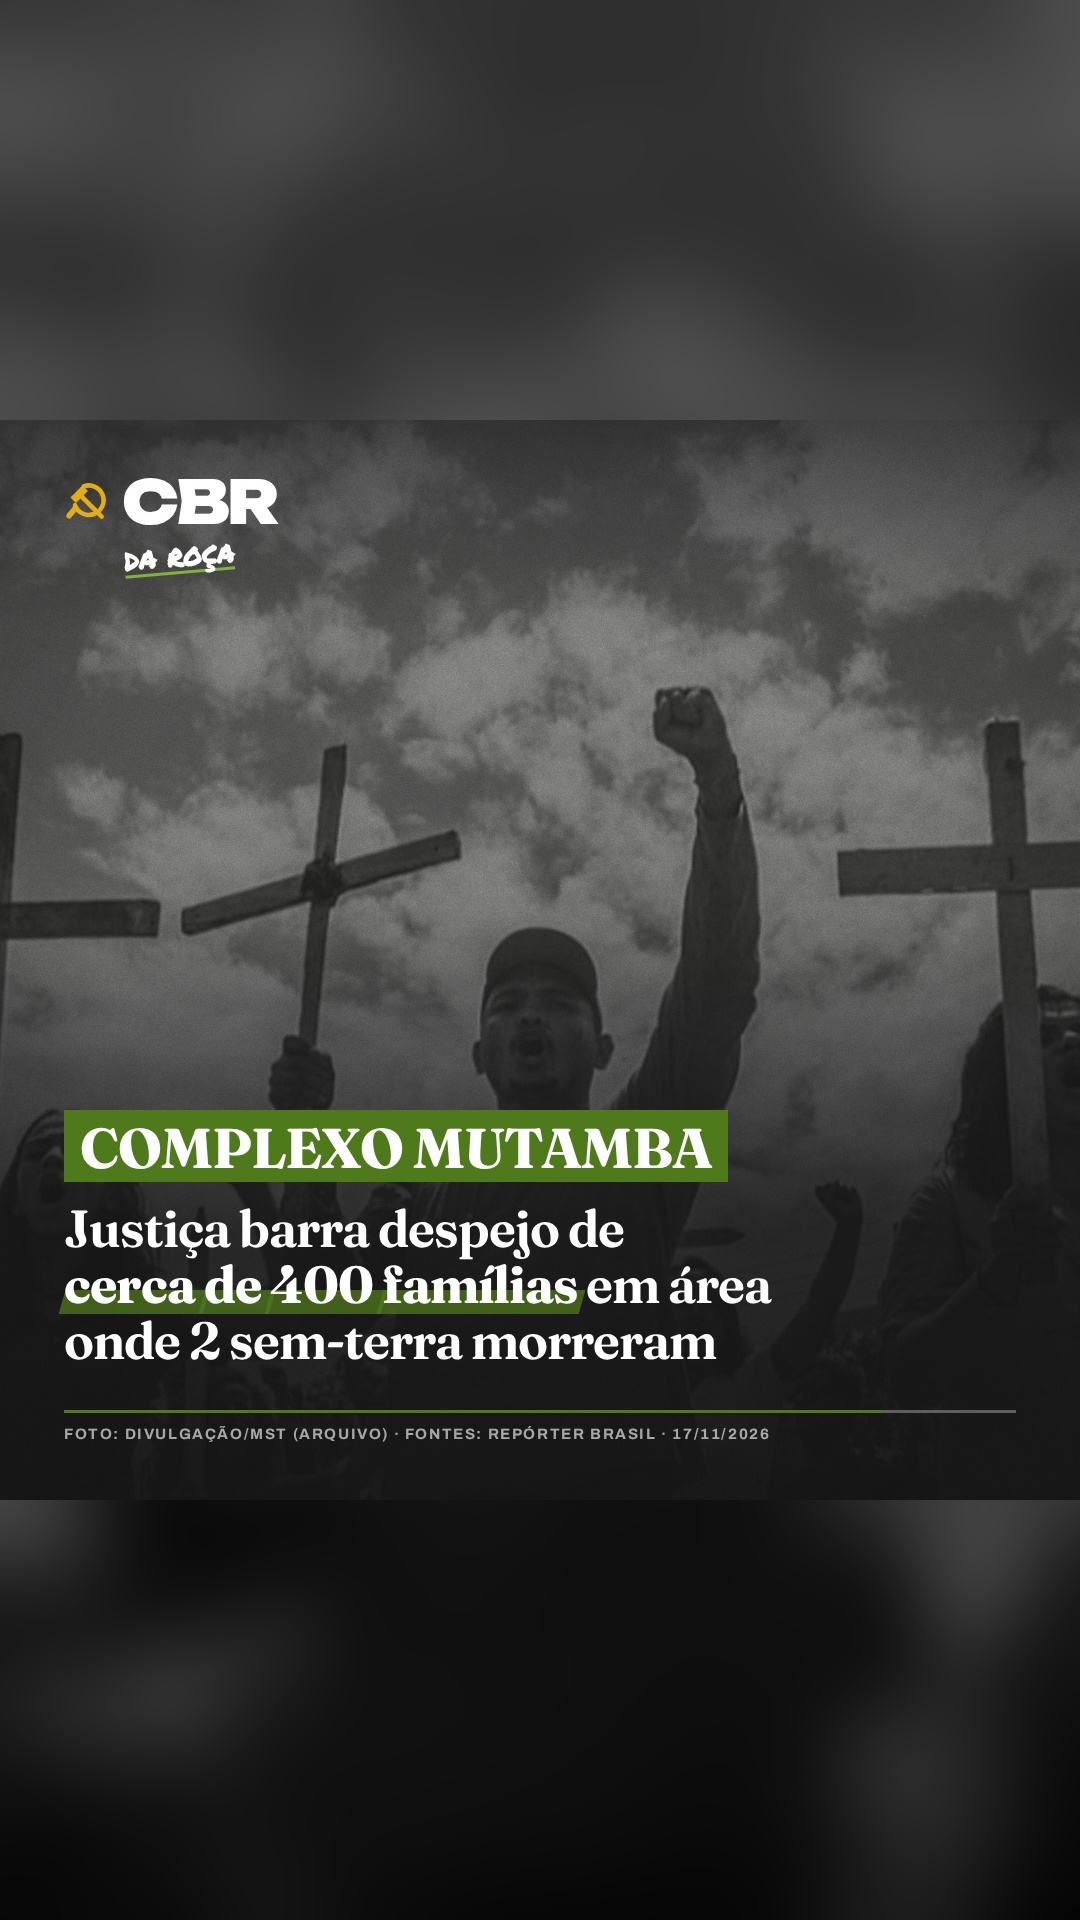 CBR
DA ROÇA
COMPLEXO MUTAMBA
Justiça barra despejo de
cerca de 400 famílias em área
onde 2 sem-terra morreram
FOTO: DIVULGAÇÃO/MST (ARQUIVO) · FONTES: REPÓRTER BRASIL · 17/11/2026